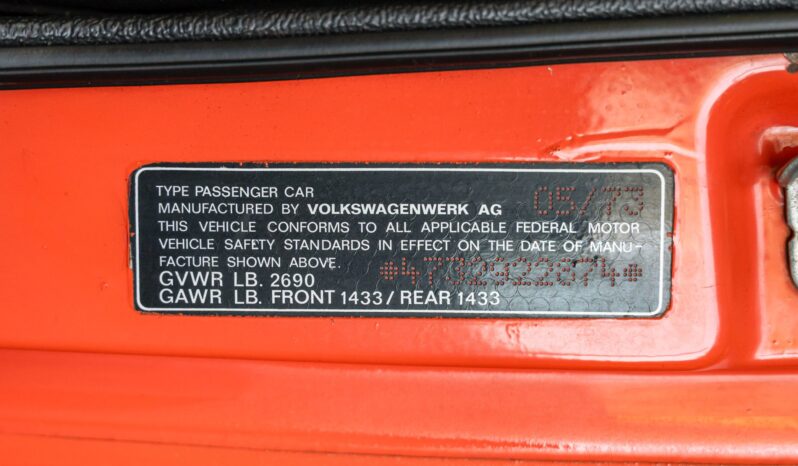 TYPE PASSENGER CAR
MANUFACTURED BY VOLKSWAGENWERK AG 05/73
THIS VEHICLE CONFORMS TO ALL APPLICABLE FEDERAL MOTOR
VEHICLE SAFETY STANDARDS IN EFFECT ON THE DATE OF MANU-
FACTURE SHOWN ABOVE.
GVWR LB. 2690
GAWR LB. FRONT 1433 / REAR 1433